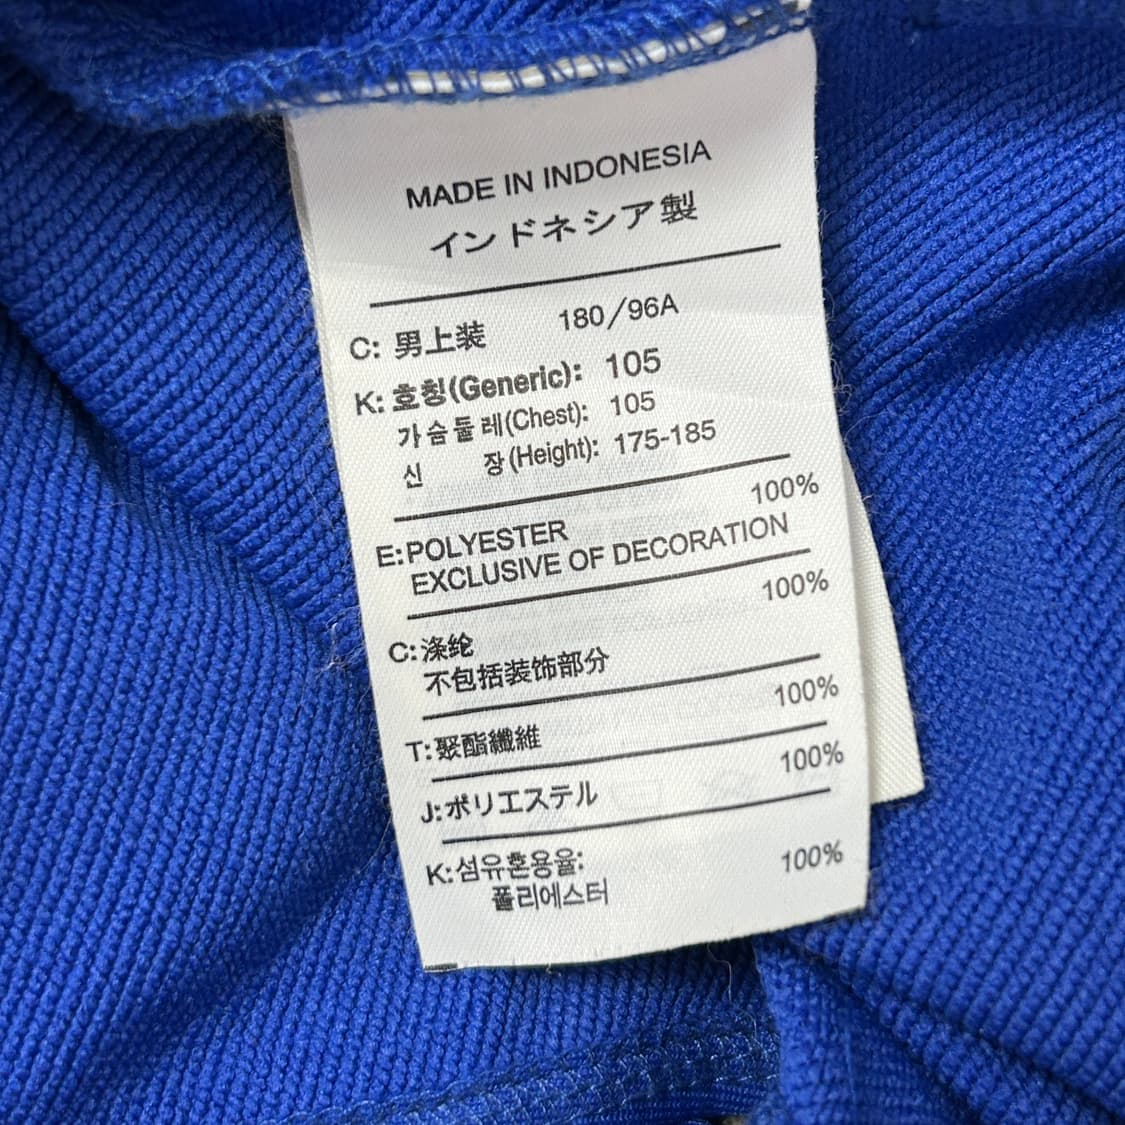 MADE IN INDONESIA
インドネシア製
C: 男上装 180/96A
K: 호칭(Generic): 105
가슴둘레(Chest): 105
신 장(Height): 175-185
100%
E:POLYESTER
EXCLUSIVE OF DECORATION
100%
C:涤纶
不包括装饰部分
100%
T:聚酯纖維
100%
J:ポリエステル
K:섬유혼용율: 100%
폴리에스터